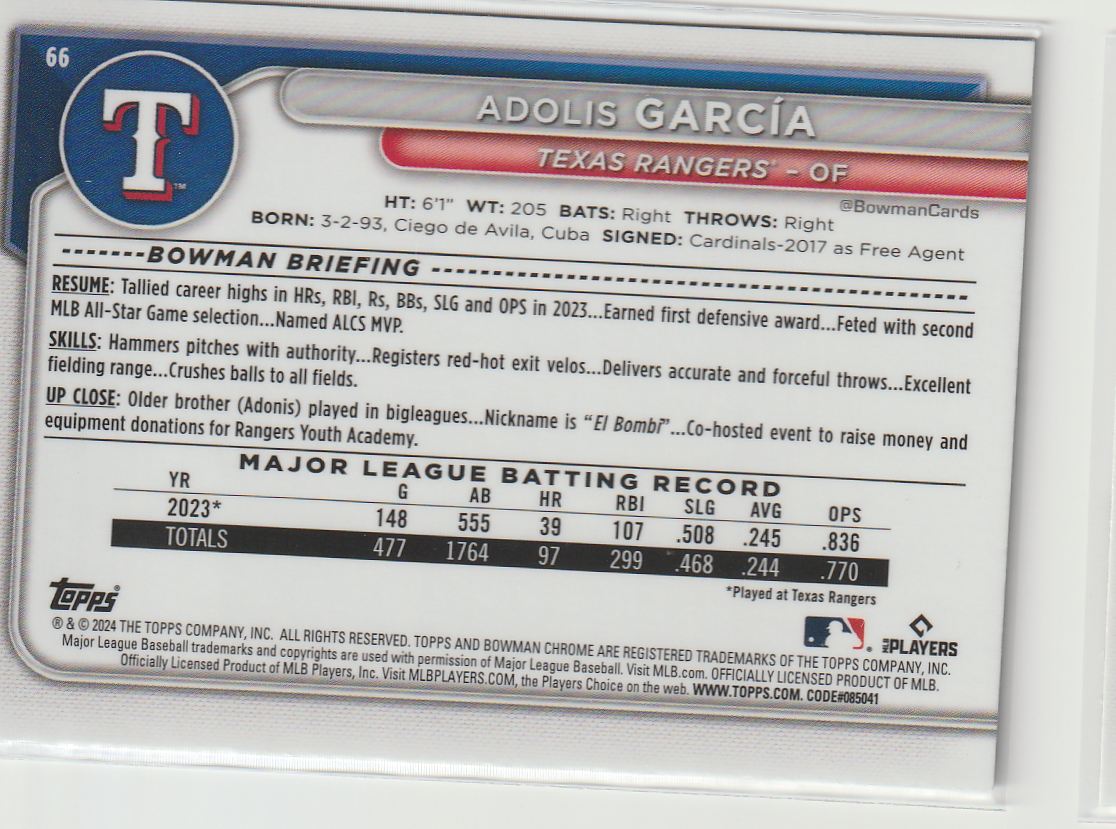 66
T™
ADOLIS GARCÍA
TEXAS RANGERS® – OF
@BowmanCards
HT: 6'1" WT: 205 BATS: Right THROWS: Right
BORN: 3-2-93, Ciego de Avila, Cuba SIGNED: Cardinals-2017 as Free Agent
BOWMAN BRIEFING
RESUME: Tallied career highs in HRs, RBI, Rs, BBs, SLG and OPS in 2023...Earned first defensive award...Feted with second
MLB All-Star Game selection...Named ALCS MVP.
SKILLS: Hammers pitches with authority...Registers red-hot exit velos...Delivers accurate and forceful throws...Excellent
fielding range...Crushes balls to all fields.
UP CLOSE: Older brother (Adonis) played in bigleagues...Nickname is "El Bombi"...Co-hosted event to raise money and
equipment donations for Rangers Youth Academy.
MAJOR LEAGUE BATTING RECORD
YR G AB HR RBI SLG AVG OPS
2023* 148 555 39 107 .508 .245 .836
TOTALS 477 1764 97 299 .468 .244 .770
*Played at Texas Rangers
Topps®
MLB PLAYERS
® & © 2024 THE TOPPS COMPANY, INC. ALL RIGHTS RESERVED. TOPPS AND BOWMAN CHROME ARE REGISTERED TRADEMARKS OF THE TOPPS COMPANY, INC.
Major League Baseball trademarks and copyrights are used with permission of Major League Baseball. Visit MLB.com. OFFICIALLY LICENSED PRODUCT OF MLB.
Officially Licensed Product of MLB Players, Inc. Visit MLBPLAYERS.COM, the Players Choice on the web. WWW.TOPPS.COM. CODE#085041